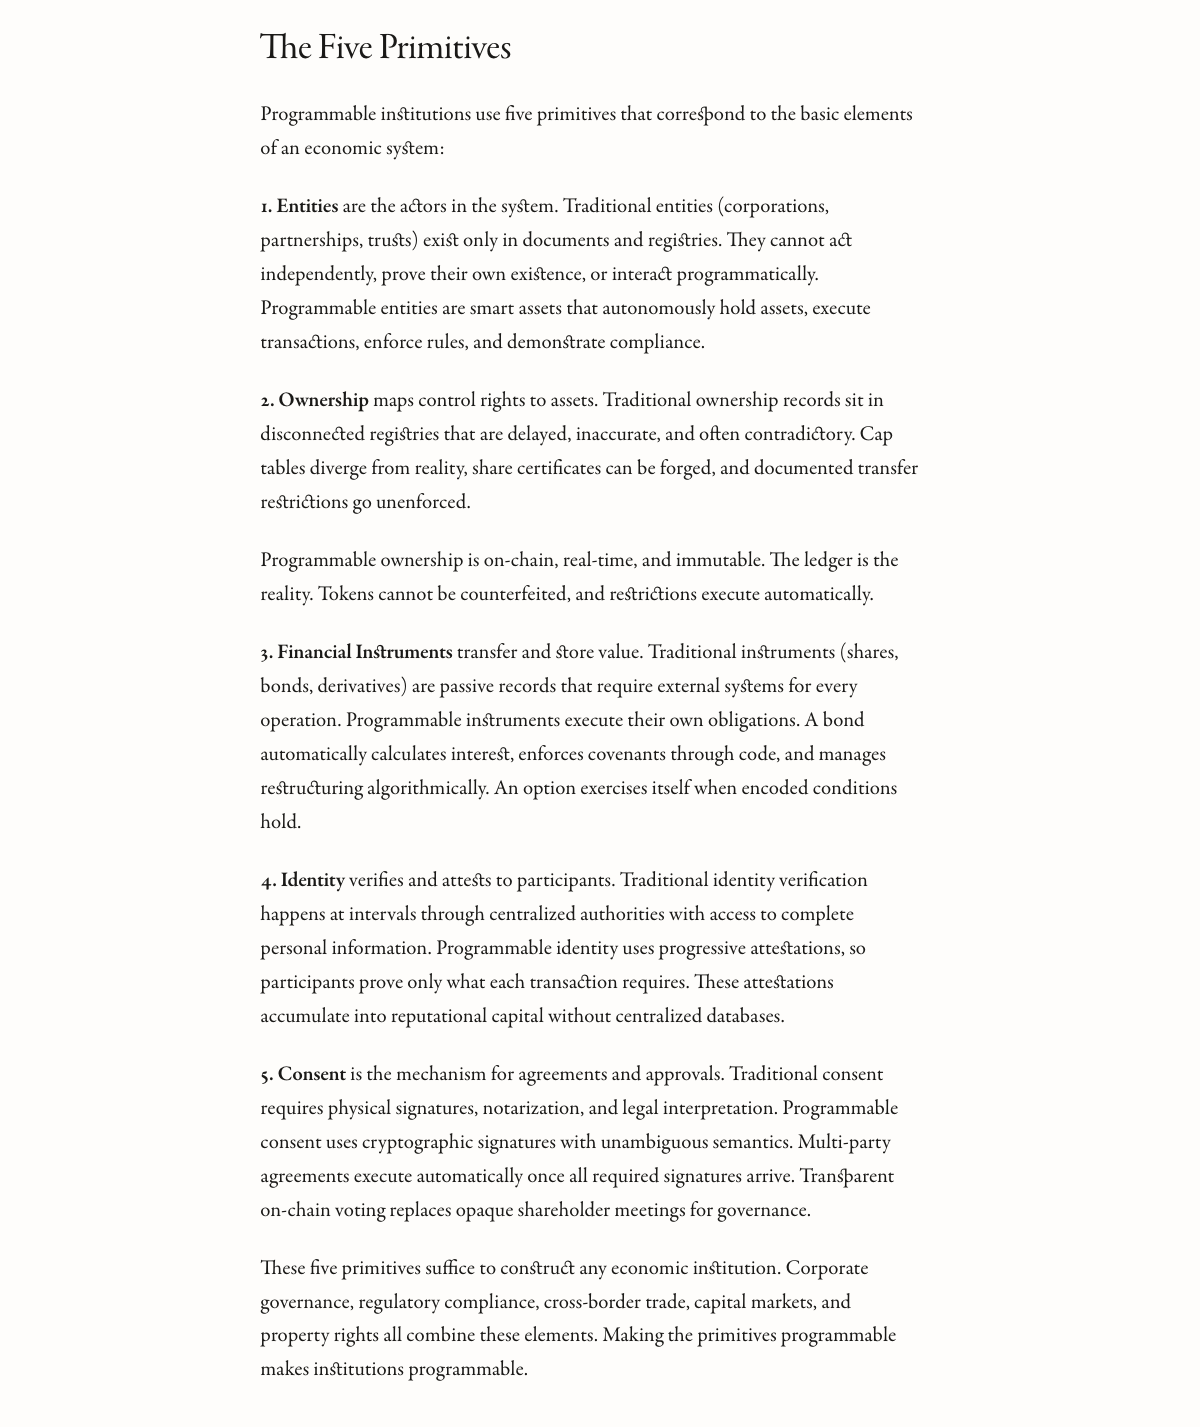 The Five Primitives
Programmable institutions use five primitives that correspond to the basic elements
of an economic system:
1. Entities are the actors in the system. Traditional entities (corporations,
partnerships, trusts) exist only in documents and registries. They cannot act
independently, prove their own existence, or interact programmatically.
Programmable entities are smart assets that autonomously hold assets, execute
transactions, enforce rules, and demonstrate compliance.
2. Ownership maps control rights to assets. Traditional ownership records sit in
disconnected registries that are delayed, inaccurate, and often contradictory. Cap
tables diverge from reality, share certificates can be forged, and documented transfer
restrictions go unenforced.
Programmable ownership is on-chain, real-time, and immutable. The ledger is the
reality. Tokens cannot be counterfeited, and restrictions execute automatically.
3. Financial Instruments transfer and store value. Traditional instruments (shares,
bonds, derivatives) are passive records that require external systems for every
operation. Programmable instruments execute their own obligations. A bond
automatically calculates interest, enforces covenants through code, and manages
restructuring algorithmically. An option exercises itself when encoded conditions
hold.
4. Identity verifies and attests to participants. Traditional identity verification
happens at intervals through centralized authorities with access to complete
personal information. Programmable identity uses progressive attestations, so
participants prove only what each transaction requires. These attestations
accumulate into reputational capital without centralized databases.
5. Consent is the mechanism for agreements and approvals. Traditional consent
requires physical signatures, notarization, and legal interpretation. Programmable
consent uses cryptographic signatures with unambiguous semantics. Multi-party
agreements execute automatically once all required signatures arrive. Transparent
on-chain voting replaces opaque shareholder meetings for governance.
These five primitives suffice to construct any economic institution. Corporate
governance, regulatory compliance, cross-border trade, capital markets, and
property rights all combine these elements. Making the primitives programmable
makes institutions programmable.